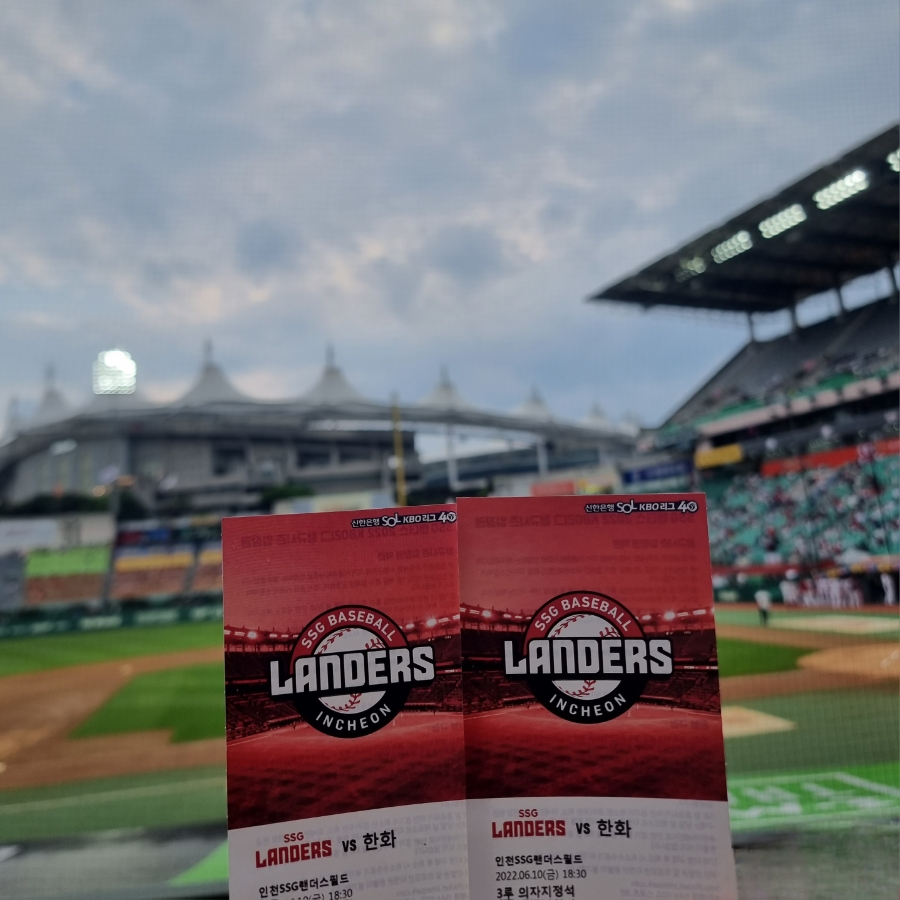 신한은행 SOL KBO리그 40
SSG BASEBALL
LANDERS
INCHEON
SSG
LANDERS VS 한화
인천SSG랜더스필드
18:30
신한은행 SOL KBO리그 40
SSG BASEBALL
LANDERS
INCHEON
SSG
LANDERS VS 한화
인천SSG랜더스필드
2022.06.10(금) 18:30
3루 의자지정석